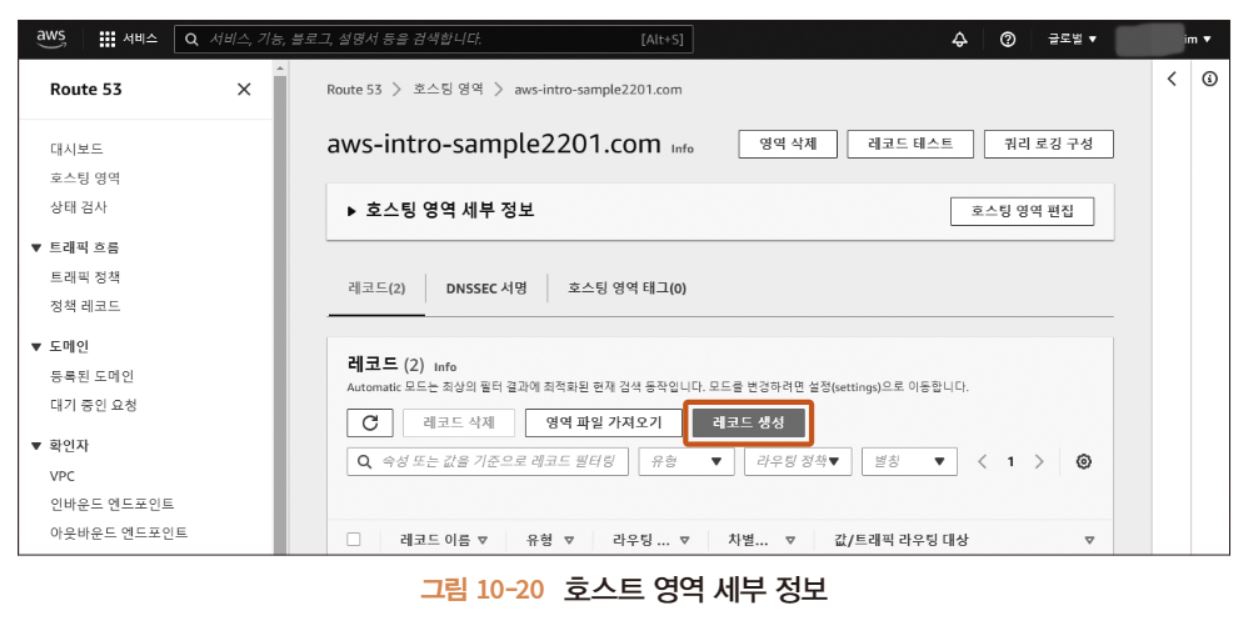 aws 서비스 서비스, 기능, 블로그, 설명서 등을 검색합니다. [Alt+S] 글로벌 ▼ im ▼
Route 53 ×
대시보드
호스팅 영역
상태 검사
▼ 트래픽 흐름
트래픽 정책
정책 레코드
▼ 도메인
등록된 도메인
대기 중인 요청
▼ 확인자
VPC
인바운드 엔드포인트
아웃바운드 엔드포인트
Route 53 > 호스팅 영역 > aws-intro-sample2201.com
aws-intro-sample2201.com Info 영역 삭제 레코드 테스트 쿼리 로깅 구성
▶ 호스팅 영역 세부 정보 호스팅 영역 편집
레코드(2) DNSSEC 서명 호스팅 영역 태그(0)
레코드 (2) Info
Automatic 모드는 최상의 필터 결과에 최적화된 현재 검색 동작입니다. 모드를 변경하려면 설정(settings)으로 이동합니다.
레코드 삭제 영역 파일 가져오기 레코드 생성
속성 또는 값을 기준으로 레코드 필터링 유형 ▼ 라우팅 정책▼ 별칭 ▼ < 1 >
레코드 이름 ▽ 유형 ▽ 라우팅 ... ▽ 차별... ▽ 값/트래픽 라우팅 대상 ▽
그림 10-20 호스트 영역 세부 정보